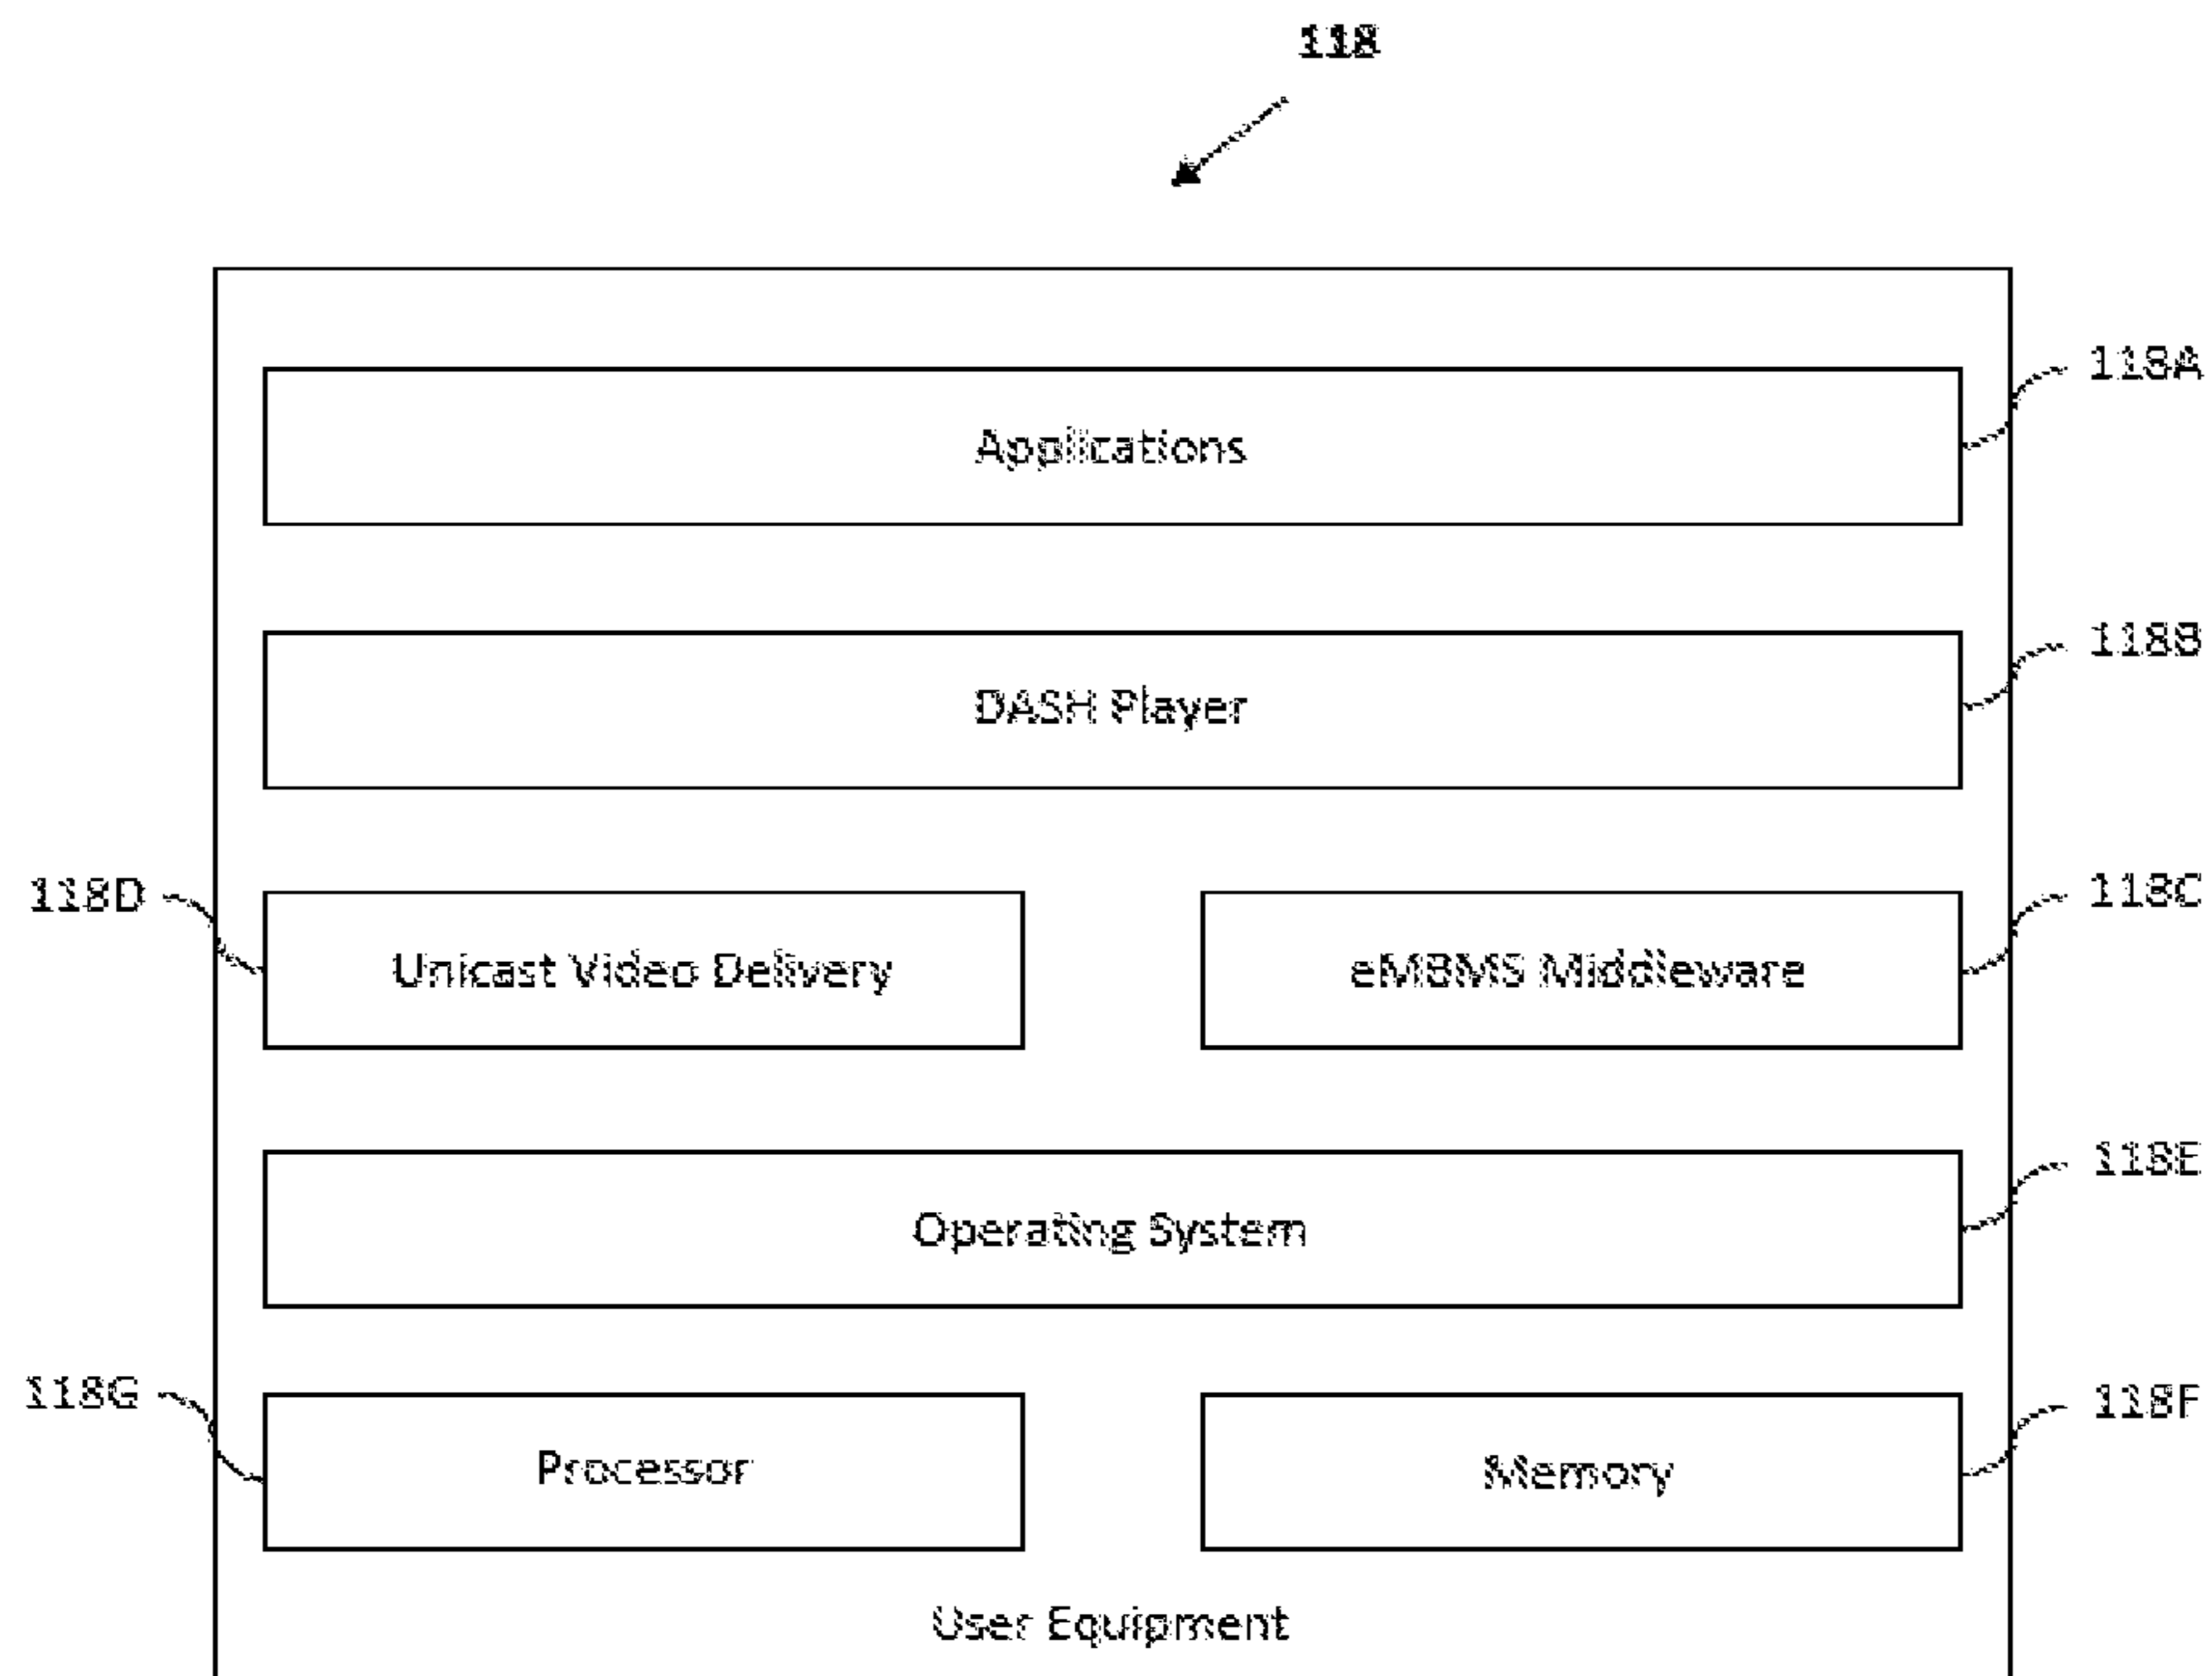 118
118A
Applications
118B
DASH Player
118D
118C
Unicast Video Delivery
eMBMS Middleware
118E
Operating System
118G
118F
Processor
Memory
User Equipment